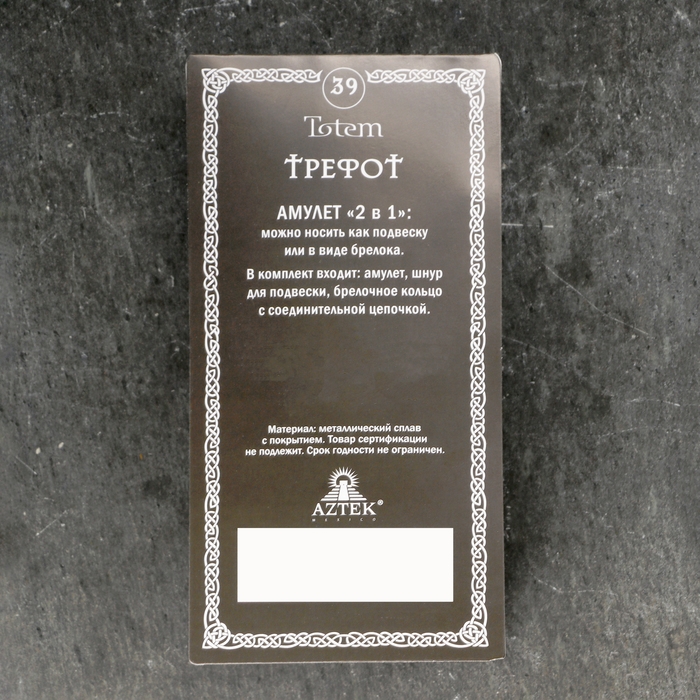 39
Totem
ТРЕФОТ
АМУЛЕТ «2 в 1»:
можно носить как подвеску
или в виде брелока.
В комплект входит: амулет, шнур
для подвески, брелочное кольцо
с соединительной цепочкой.
Материал: металлический сплав
с покрытием. Товар сертификации
не подлежит. Срок годности не ограничен.
AZTEK®
MEXICO